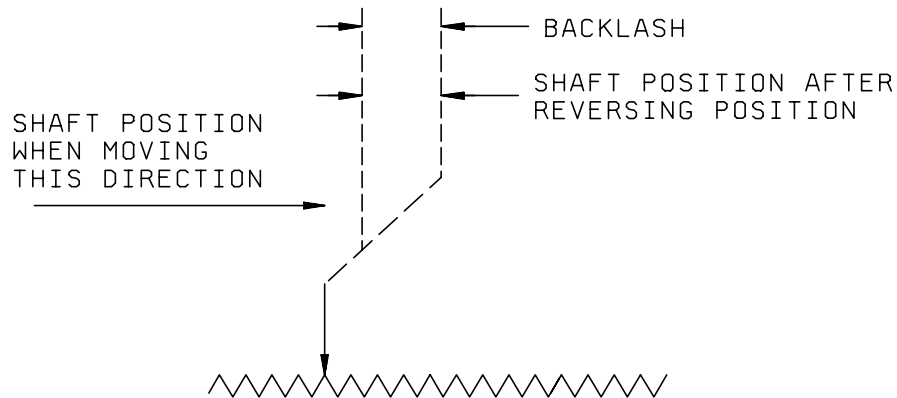 BACKLASH
SHAFT POSITION AFTER
REVERSING POSITION
SHAFT POSITION
WHEN MOVING
THIS DIRECTION